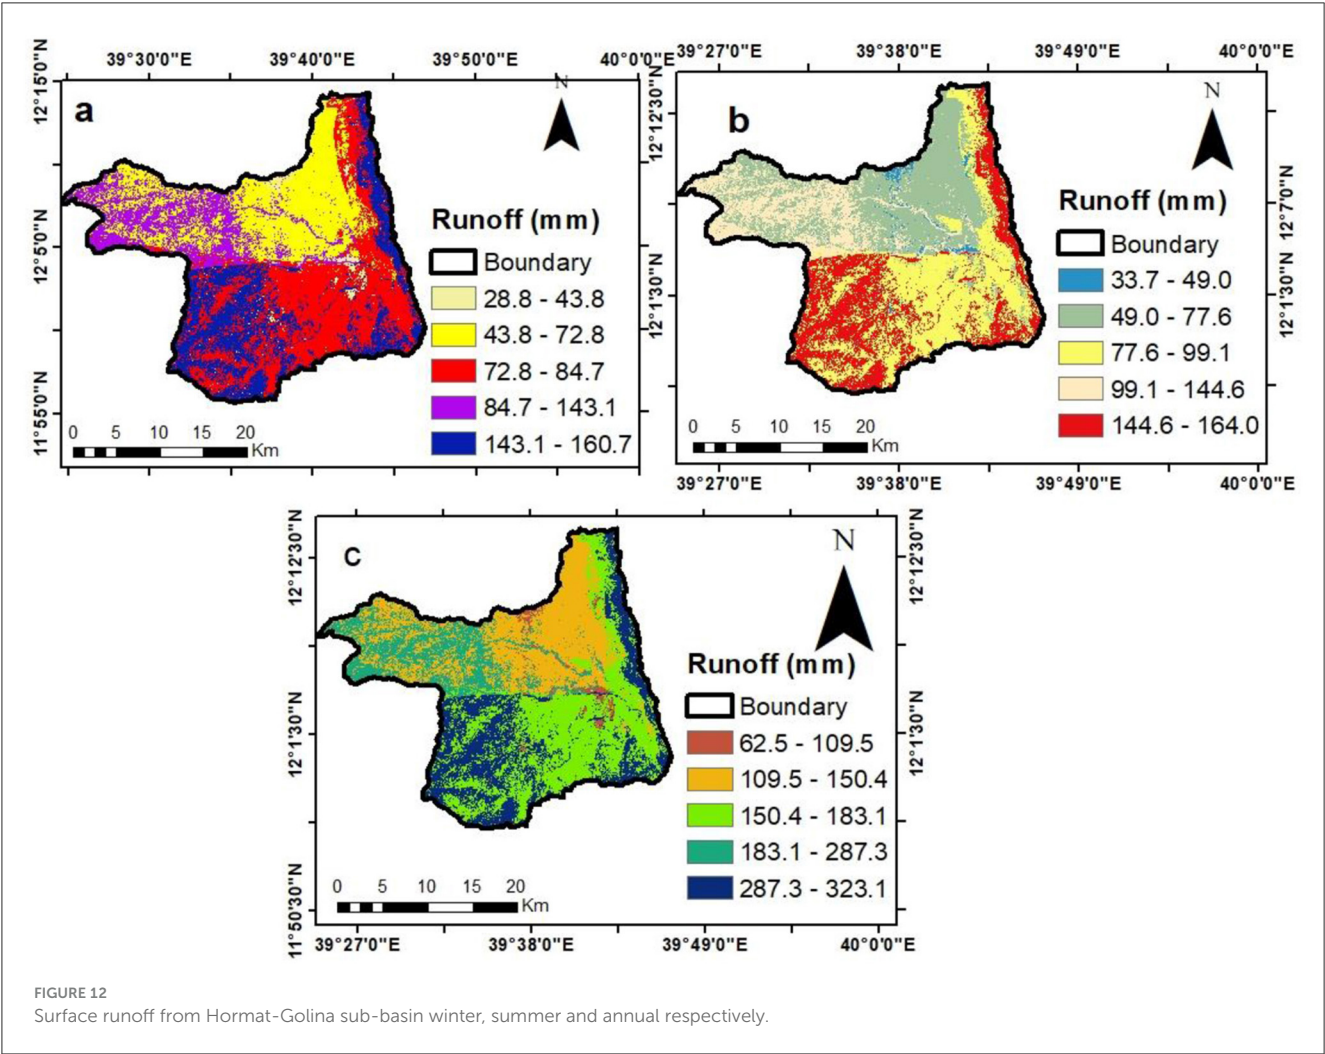 39°30'0"E 39°40'0"E 39°50'0"E 40°0'0"E
12°15'0"N
12°5'0"N
11°55'0"N
a
N
Runoff (mm)
Boundary
28.8 - 43.8
43.8 - 72.8
72.8 - 84.7
84.7 - 143.1
143.1 - 160.7
0 5 10 15 20
Km
39°27'0"E 39°38'0"E 39°49'0"E 40°0'0"E
12°12'30"N
12°1'30"N
b
N
Runoff (mm)
Boundary
33.7 - 49.0
49.0 - 77.6
77.6 - 99.1
99.1 - 144.6
144.6 - 164.0
0 5 10 15 20
Km
12°7'0"N
12°1'30"N
39°27'0"E 39°38'0"E 39°49'0"E 40°0'0"E
c
N
12°12'30"N
12°1'30"N
11°50'30"N
Runoff (mm)
Boundary
62.5 - 109.5
109.5 - 150.4
150.4 - 183.1
183.1 - 287.3
287.3 - 323.1
0 5 10 15 20
Km
12°12'30"N
12°1'30"N
11°50'30"N
39°27'0"E 39°38'0"E 39°49'0"E 40°0'0"E
FIGURE 12
Surface runoff from Hormat-Golina sub-basin winter, summer and annual respectively.